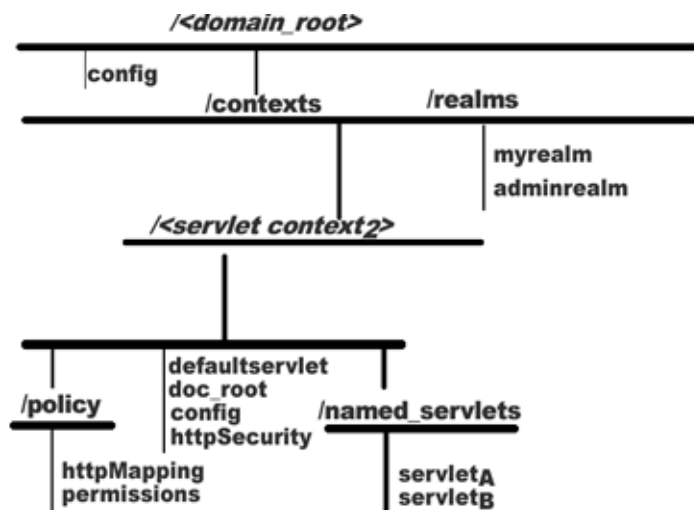 /<domain_root>
config
/contexts /realms
myrealm
adminrealm
/<servlet context2>
defaultservlet
doc_root
config
httpSecurity
/policy
/named_servlets
httpMapping
permissions
servletA
servletB